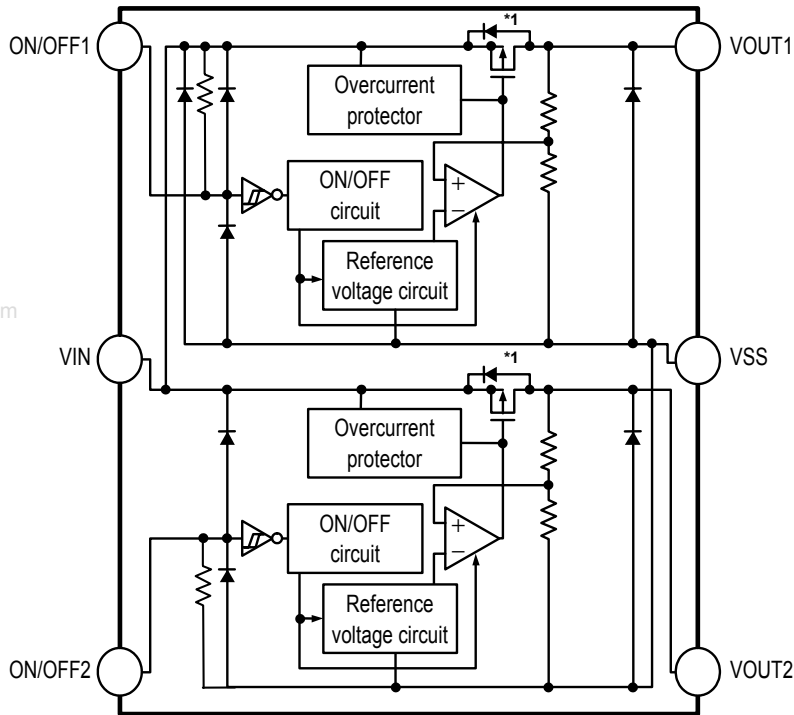 ON/OFF1
*1
VOUT1
Overcurrent
protector
ON/OFF
circuit
+
−
Reference
voltage circuit
m
VIN
VSS
*1
Overcurrent
protector
ON/OFF
circuit
+
−
Reference
voltage circuit
ON/OFF2
VOUT2